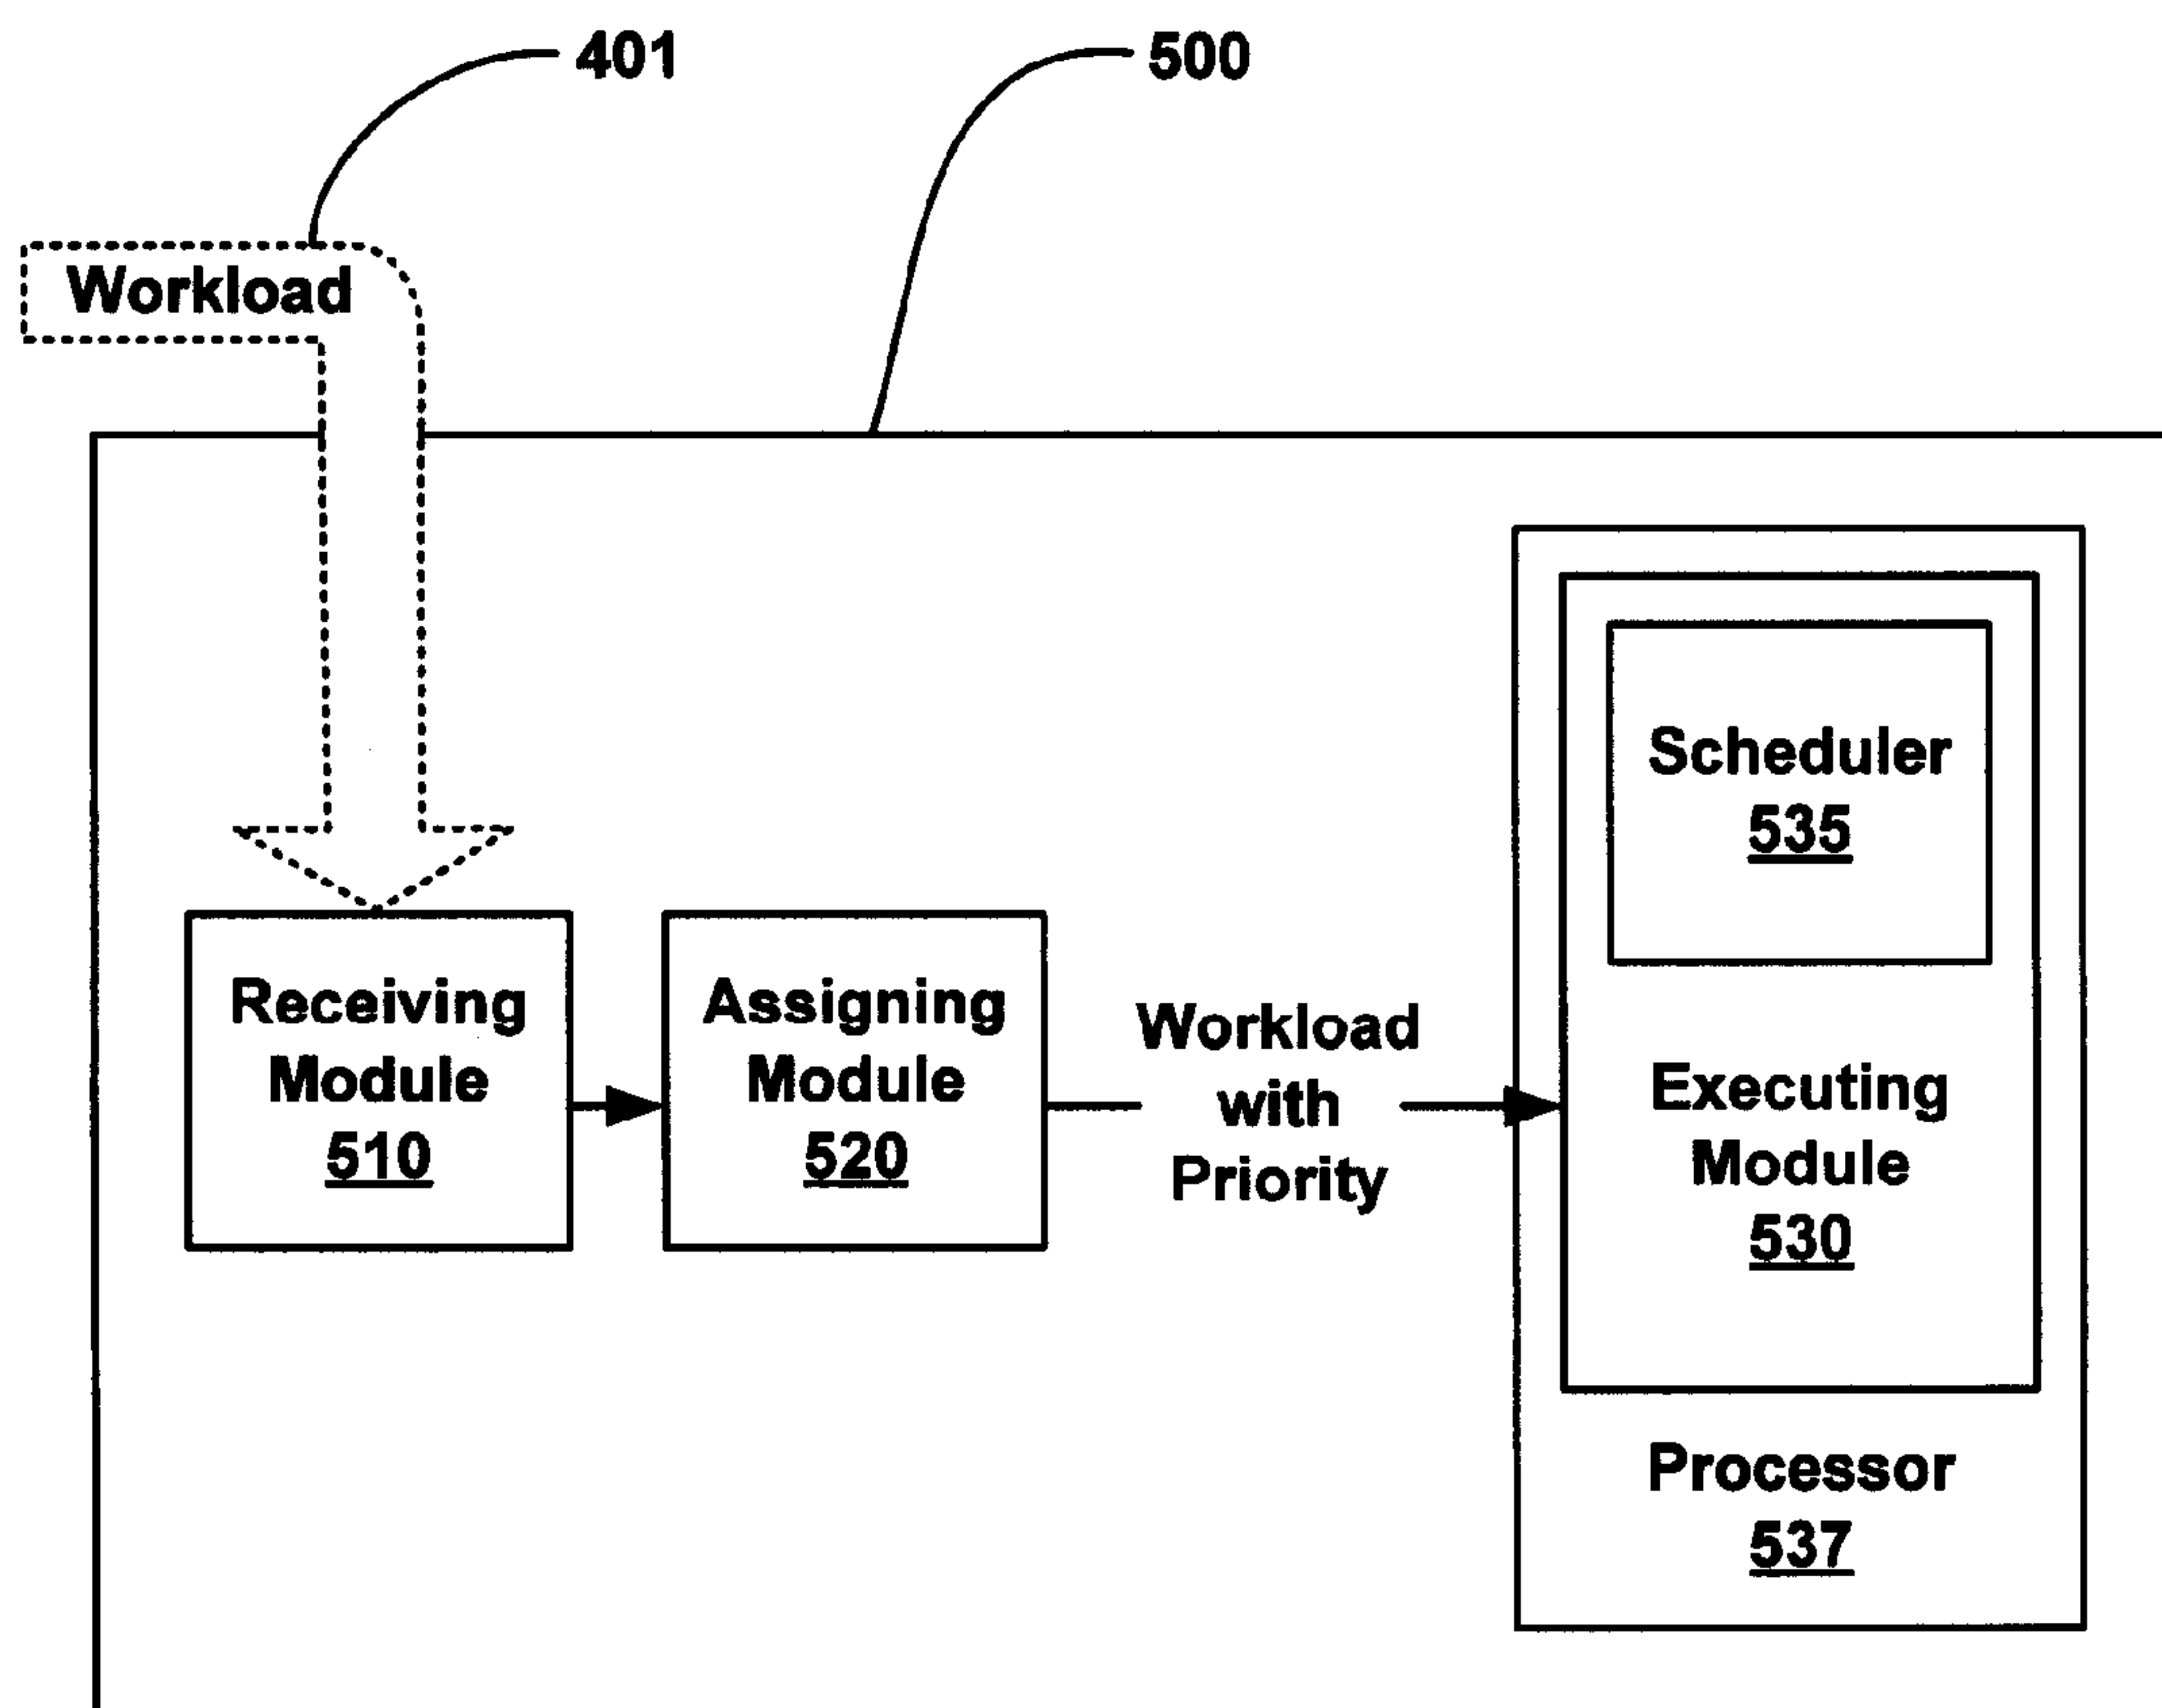 401
500
Workload
Scheduler
535
Receiving
Module
510
Assigning
Module
520
Workload
with
Priority
Executing
Module
530
Processor
537